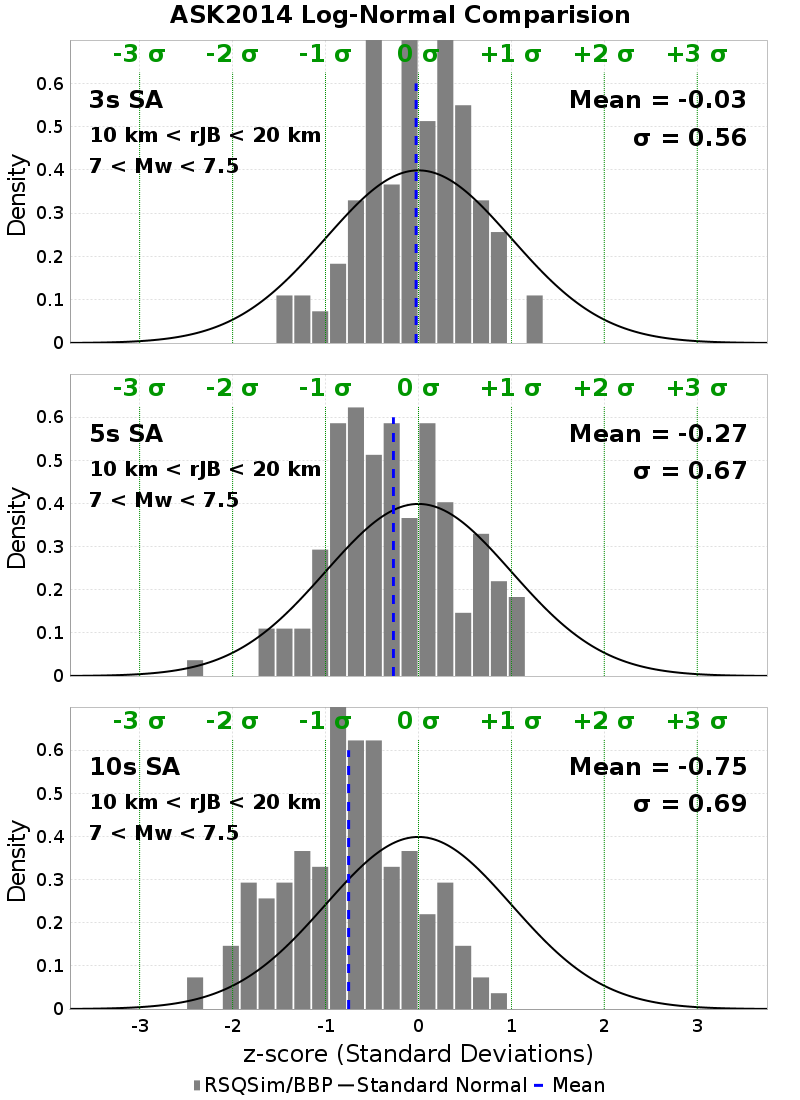 ASK2014 Log-Normal Comparision
-3 σ -2 σ -1 σ 0 σ +1 σ +2 σ +3 σ
0.6
3s SA Mean = -0.03
0.5
10 km < rJB < 20 km σ = 0.56
0.4
7 < Mw < 7.5
0.3
0.2
0.1
0
Density
-3 σ -2 σ -1 σ 0 σ +1 σ +2 σ +3 σ
0.6
5s SA Mean = -0.27
0.5
10 km < rJB < 20 km σ = 0.67
0.4
7 < Mw < 7.5
0.3
0.2
0.1
0
Density
-3 σ -2 σ -1 σ 0 σ +1 σ +2 σ +3 σ
0.6
10s SA Mean = -0.75
0.5
10 km < rJB < 20 km σ = 0.69
0.4
7 < Mw < 7.5
0.3
0.2
0.1
0
Density
-3 -2 -1 0 1 2 3
z-score (Standard Deviations)
RSQSim/BBP Standard Normal Mean